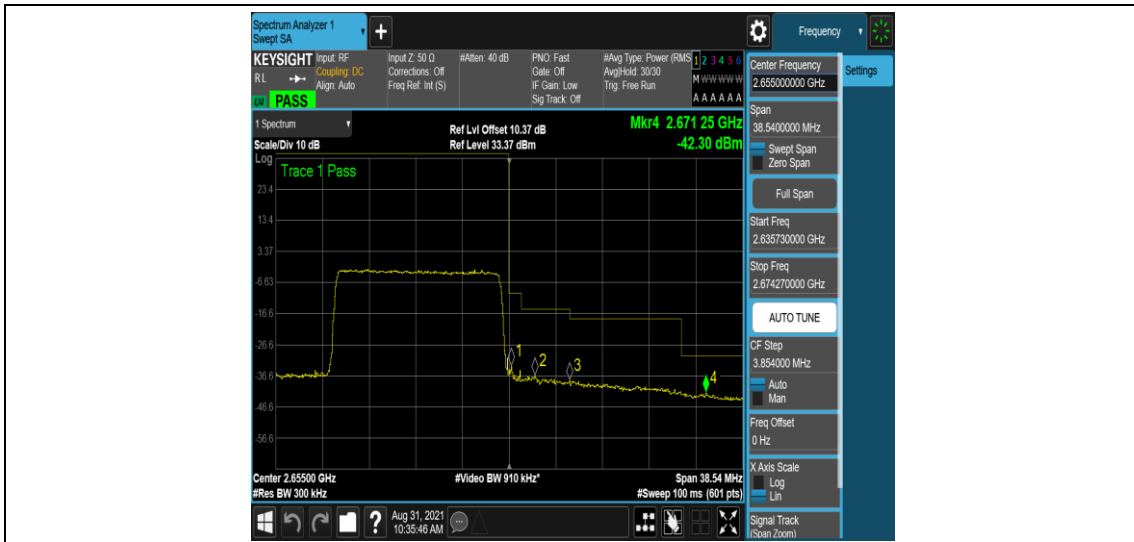 Spectrum Analyzer 1
Swept SA
+
Frequency
KEYSIGHT
RL
PASS
Input: RF
Coupling: DC
Align: Auto
Input Z: 50 Ω
Corrections: Off
Freq Ref: Int (S)
#Atten: 40 dB
PNO: Fast
Gate: Off
IF Gain: Low
Sig Track: Off
#Avg Type: Power (RMS
Avg|Hold: 30/30
Trig: Free Run
1 2 3 4 5 6
M W W W W W
A A A A A A
Center Frequency
2.655000000 GHz
Settings
1 Spectrum
Scale/Div 10 dB
Ref Lvl Offset 10.37 dB
Ref Level 33.37 dBm
Mkr4 2.671 25 GHz
-42.30 dBm
Span
38.5400000 MHz
Swept Span
Zero Span
Full Span
Start Freq
2.635730000 GHz
Stop Freq
2.674270000 GHz
AUTO TUNE
CF Step
3.854000 MHz
Auto
Man
Freq Offset
0 Hz
X Axis Scale
Log
Lin
Signal Track
(Span Zoom)
Log
Trace 1 Pass
23.4
13.4
3.37
-6.63
-16.6
-26.6
-36.6
-46.6
-56.6
1
2
3
4
Center 2.65500 GHz
#Res BW 300 kHz
#Video BW 910 kHz*
Span 38.54 MHz
#Sweep 100 ms (601 pts)
?
Aug 31, 2021
10:35:46 AM